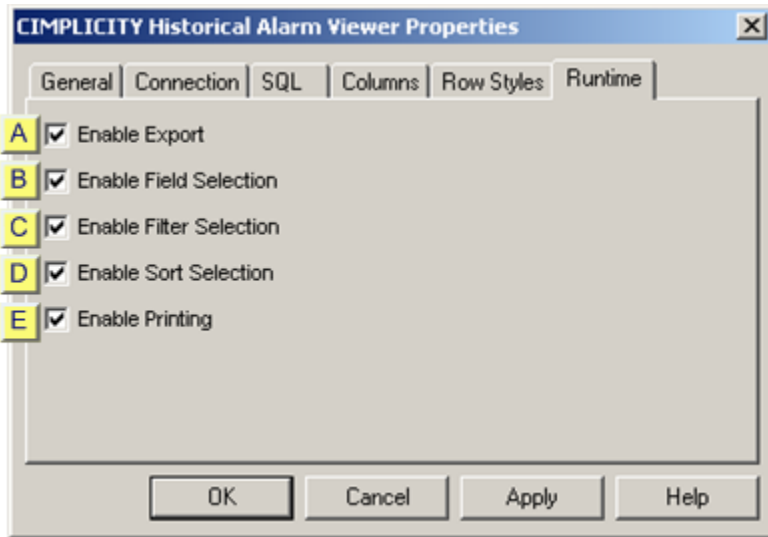 CIMPLICITY Historical Alarm Viewer Properties
General Connection SQL Columns Row Styles Runtime
A Enable Export
B Enable Field Selection
C Enable Filter Selection
D Enable Sort Selection
E Enable Printing
OK Cancel Apply Help